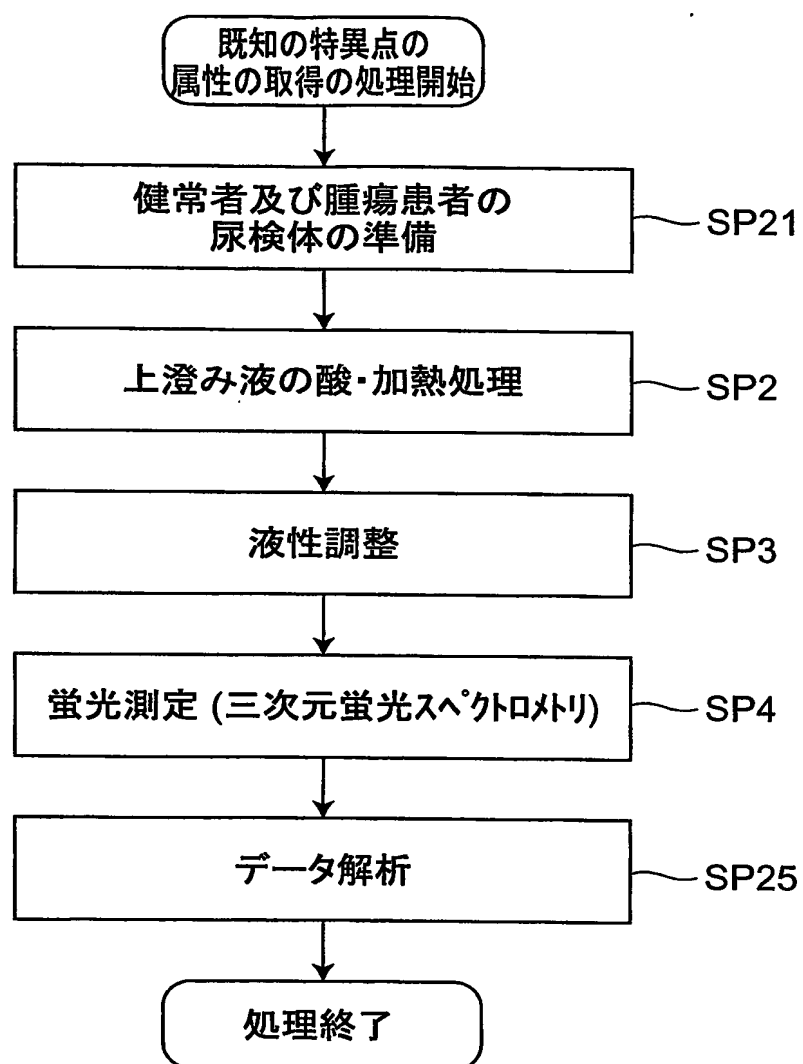 既知の特異点の
属性の取得の処理開始
健常者及び腫瘍患者の
尿検体の準備
SP21
上澄み液の酸・加熱処理
SP2
液性調整
SP3
蛍光測定 (三次元蛍光ｽﾍﾟｸﾄﾛﾒﾄﾘ)
SP4
データ解析
SP25
処理終了